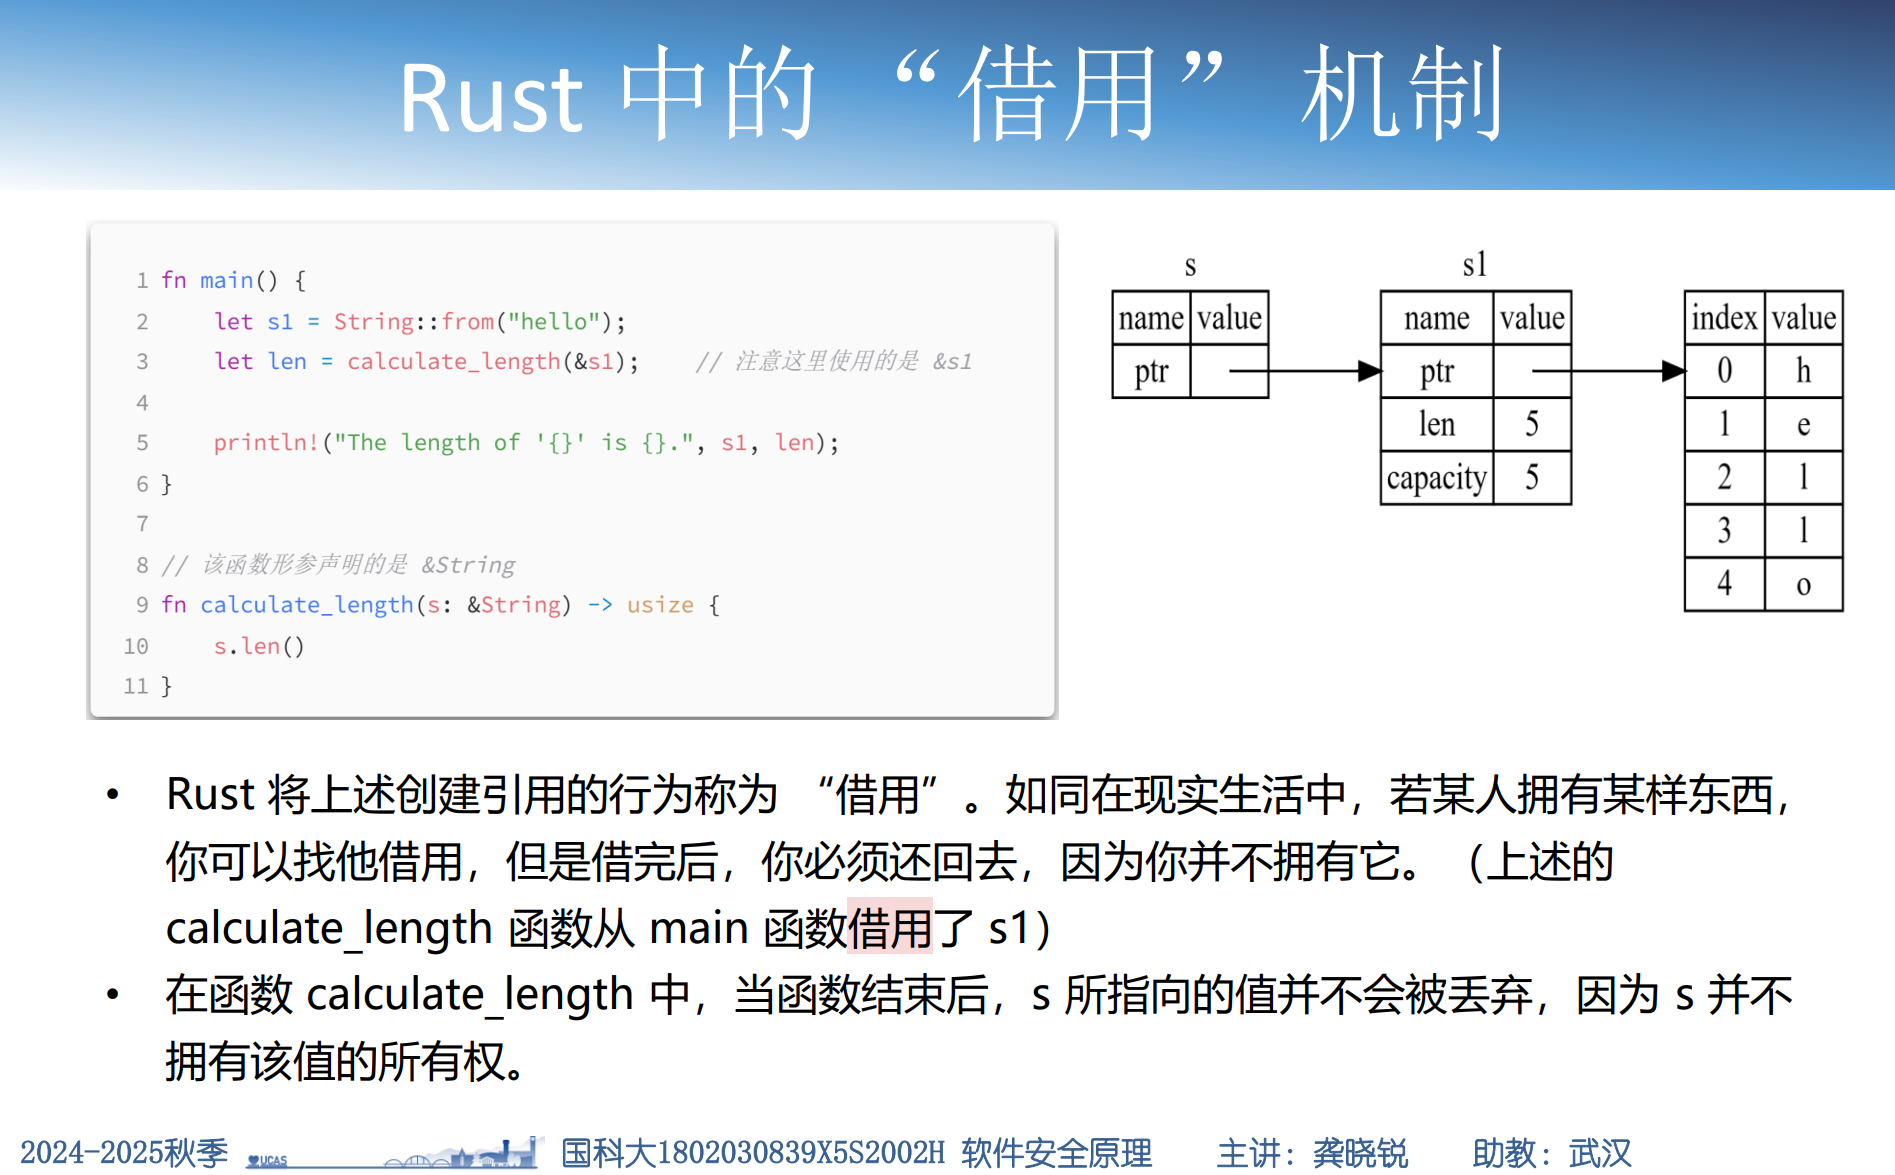 Rust 中的 “借用” 机制
1 fn main() {
2 let s1 = String::from("hello");
3 let len = calculate_length(&s1); // 注意这里使用的是 &s1
4
5 println!("The length of '{}' is {}.", s1, len);
6 }
7
8 // 该函数形参声明的是 &String
9 fn calculate_length(s: &String) -> usize {
10 s.len()
11 }
s
name value
ptr
s1
name value
ptr
len 5
capacity 5
index value
0 h
1 e
2 l
3 l
4 o
• Rust 将上述创建引用的行为称为 “借用” 。如同在现实生活中，若某人拥有某样东西，
你可以找他借用，但是借完后，你必须还回去，因为你并不拥有它。（上述的
calculate_length 函数从 main 函数借用了 s1）
• 在函数 calculate_length 中，当函数结束后，s 所指向的值并不会被丢弃，因为 s 并不
拥有该值的所有权。
2024-2025秋季 UCAS 国科大1802030839X5S2002H 软件安全原理 主讲：龚晓锐 助教：武汉